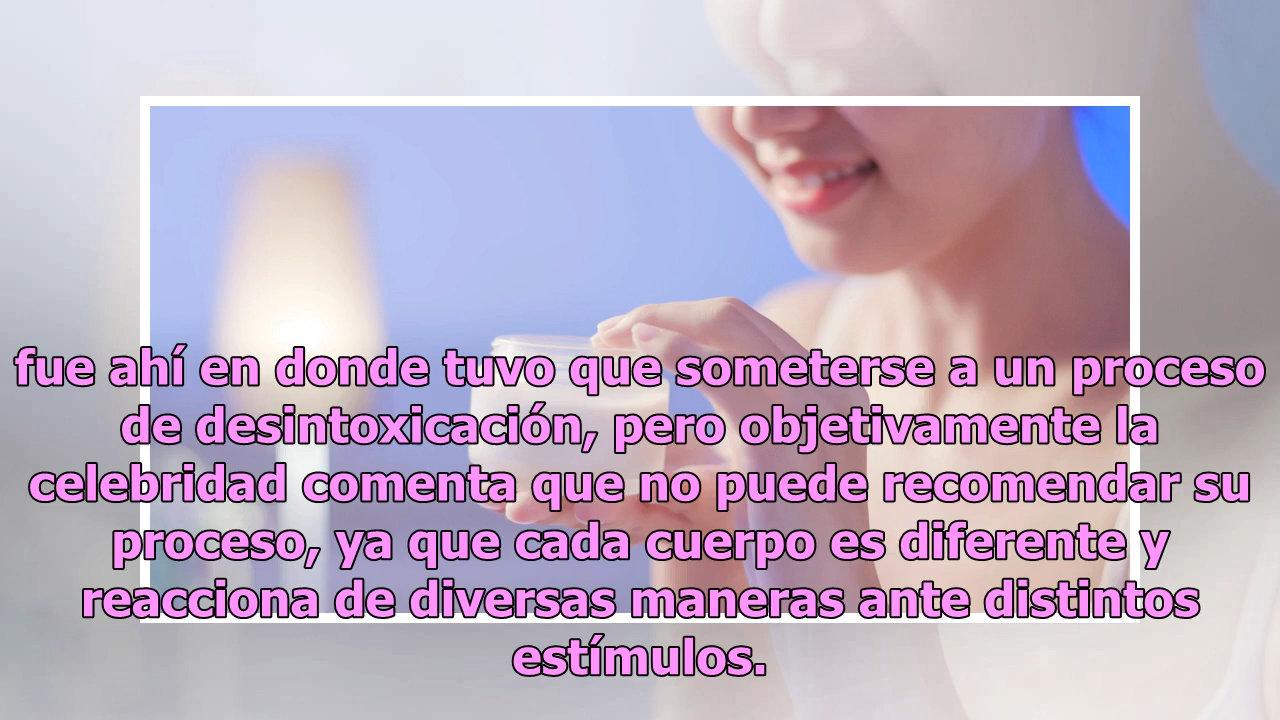 fue ahí en donde tuvo que someterse a un proceso
de desintoxicación, pero objetivamente la
celebridad comenta que no puede recomendar su
proceso, ya que cada cuerpo es diferente y
reacciona de diversas maneras ante distintos
estímulos.